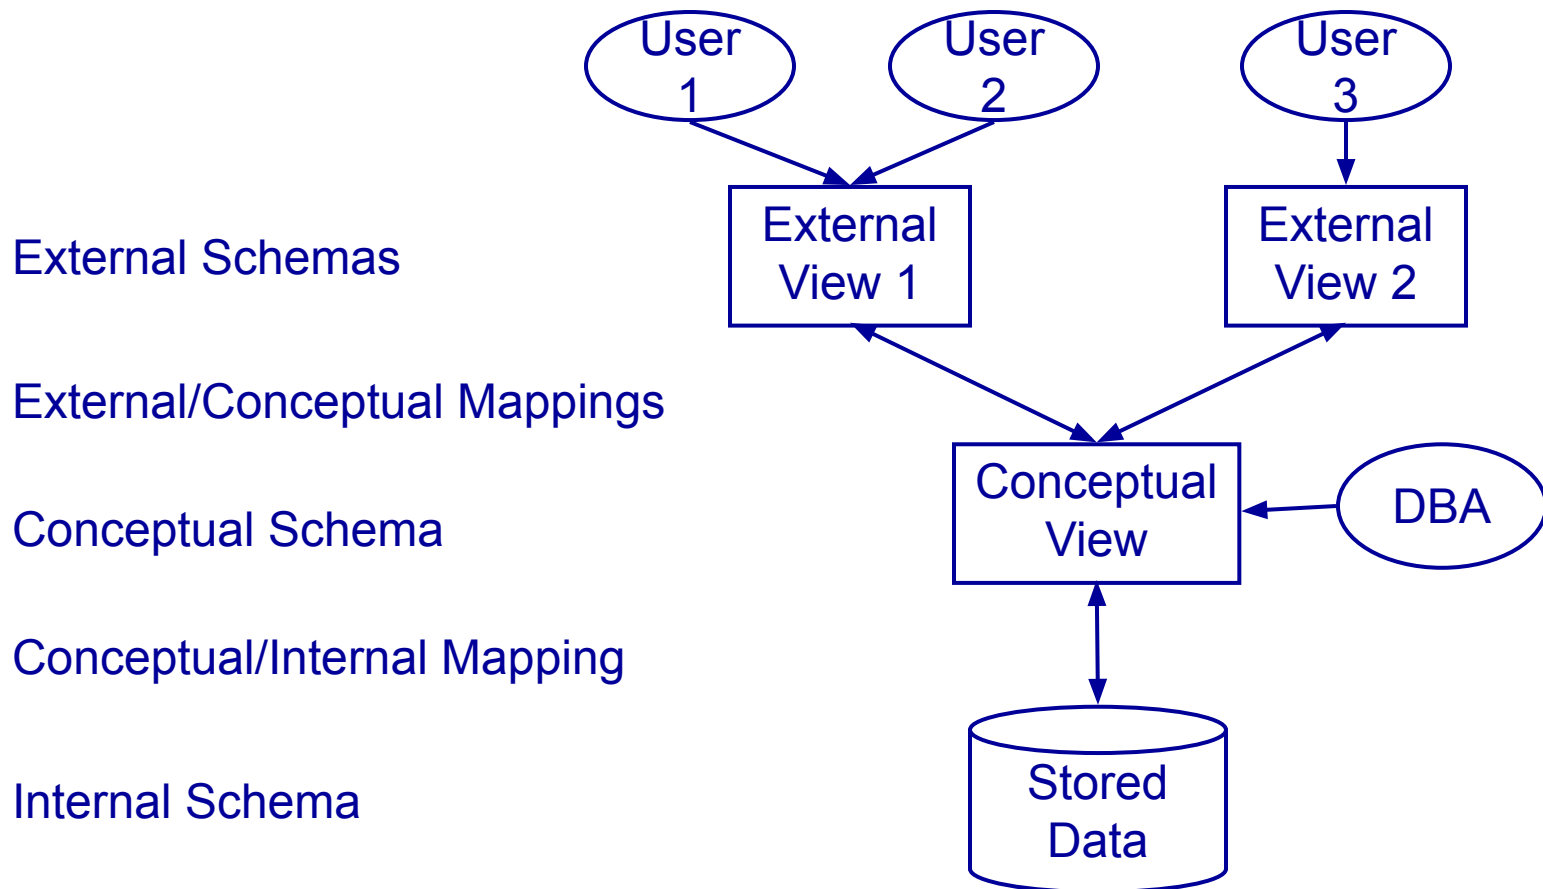 User
1
User
2
User
3
External Schemas
External
View 1
External
View 2
External/Conceptual Mappings
Conceptual Schema
Conceptual
View
DBA
Conceptual/Internal Mapping
Internal Schema
Stored
Data